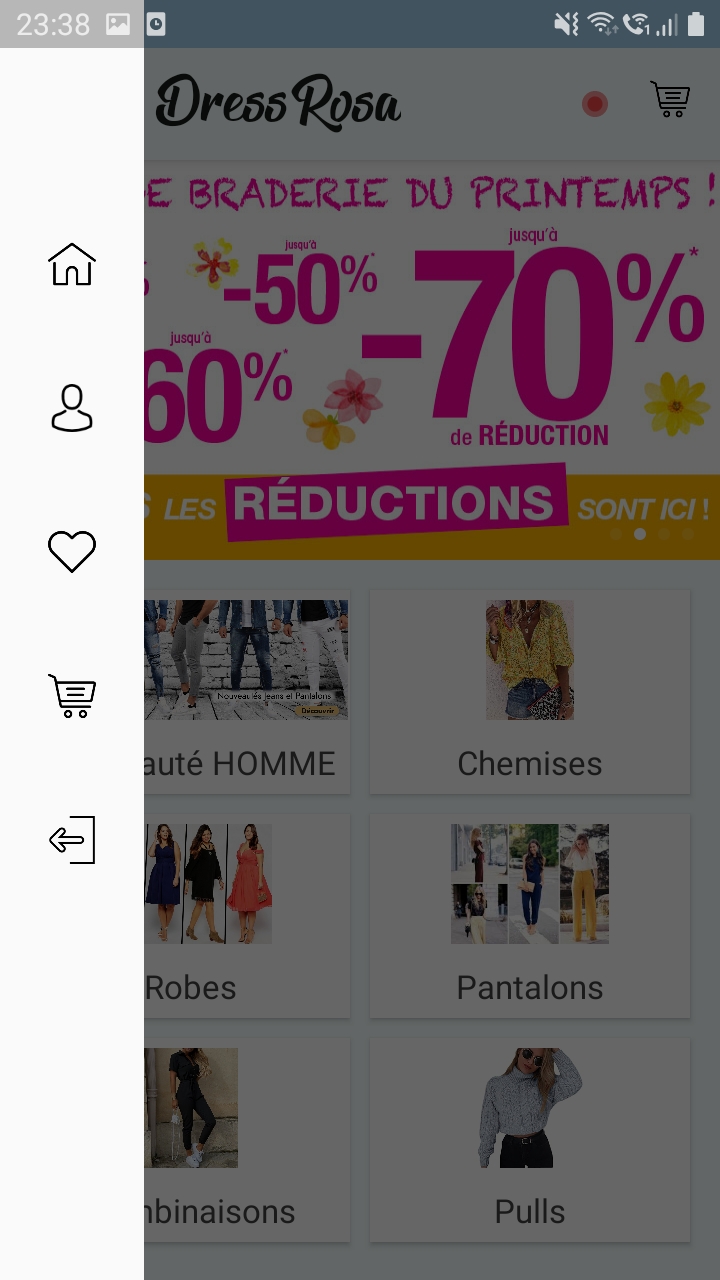 23:38
Dress Rosa
E BRADERIE DU PRINTEMPS !
jusqu'à
jusqu'à
-50%*
-70%*
%
jusqu'à
60%*
de RÉDUCTION
S LES RÉDUCTIONS SONT ICI !
Nouveautés Jeans et Pantalons
Découvrir
auté HOMME
Chemises
Robes
Pantalons
nbinaisons
Pulls